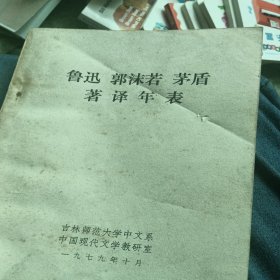 鲁迅 郭沫若 茅盾
著译年表
吉林师范大学中文系
中国现代文学教研室
一九七九年十月